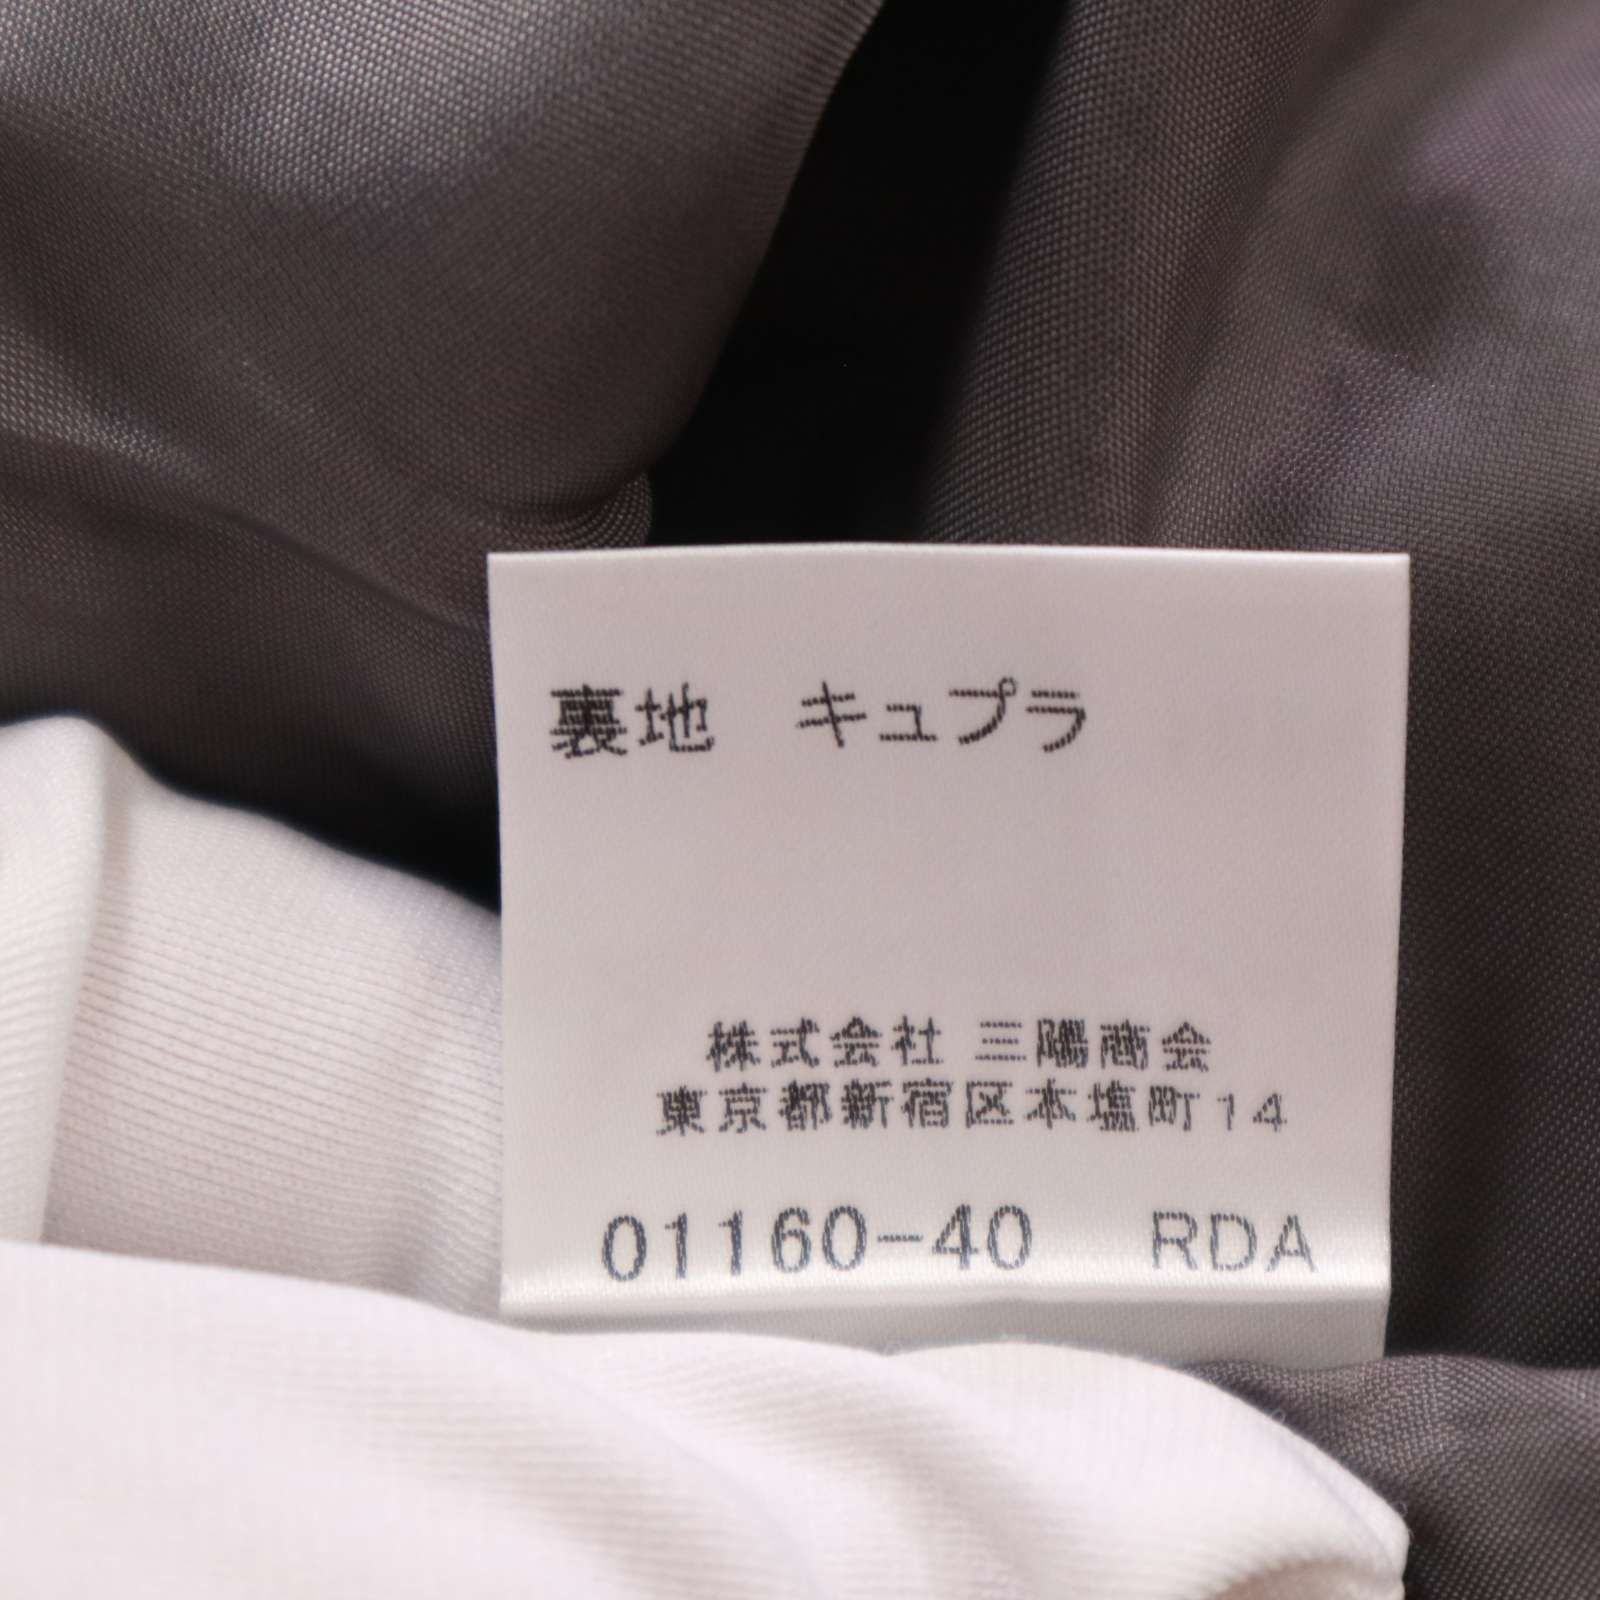 裏地 キュプラ
株式会社 三陽商会
東京都新宿区本塩町14
01160-40 RDA